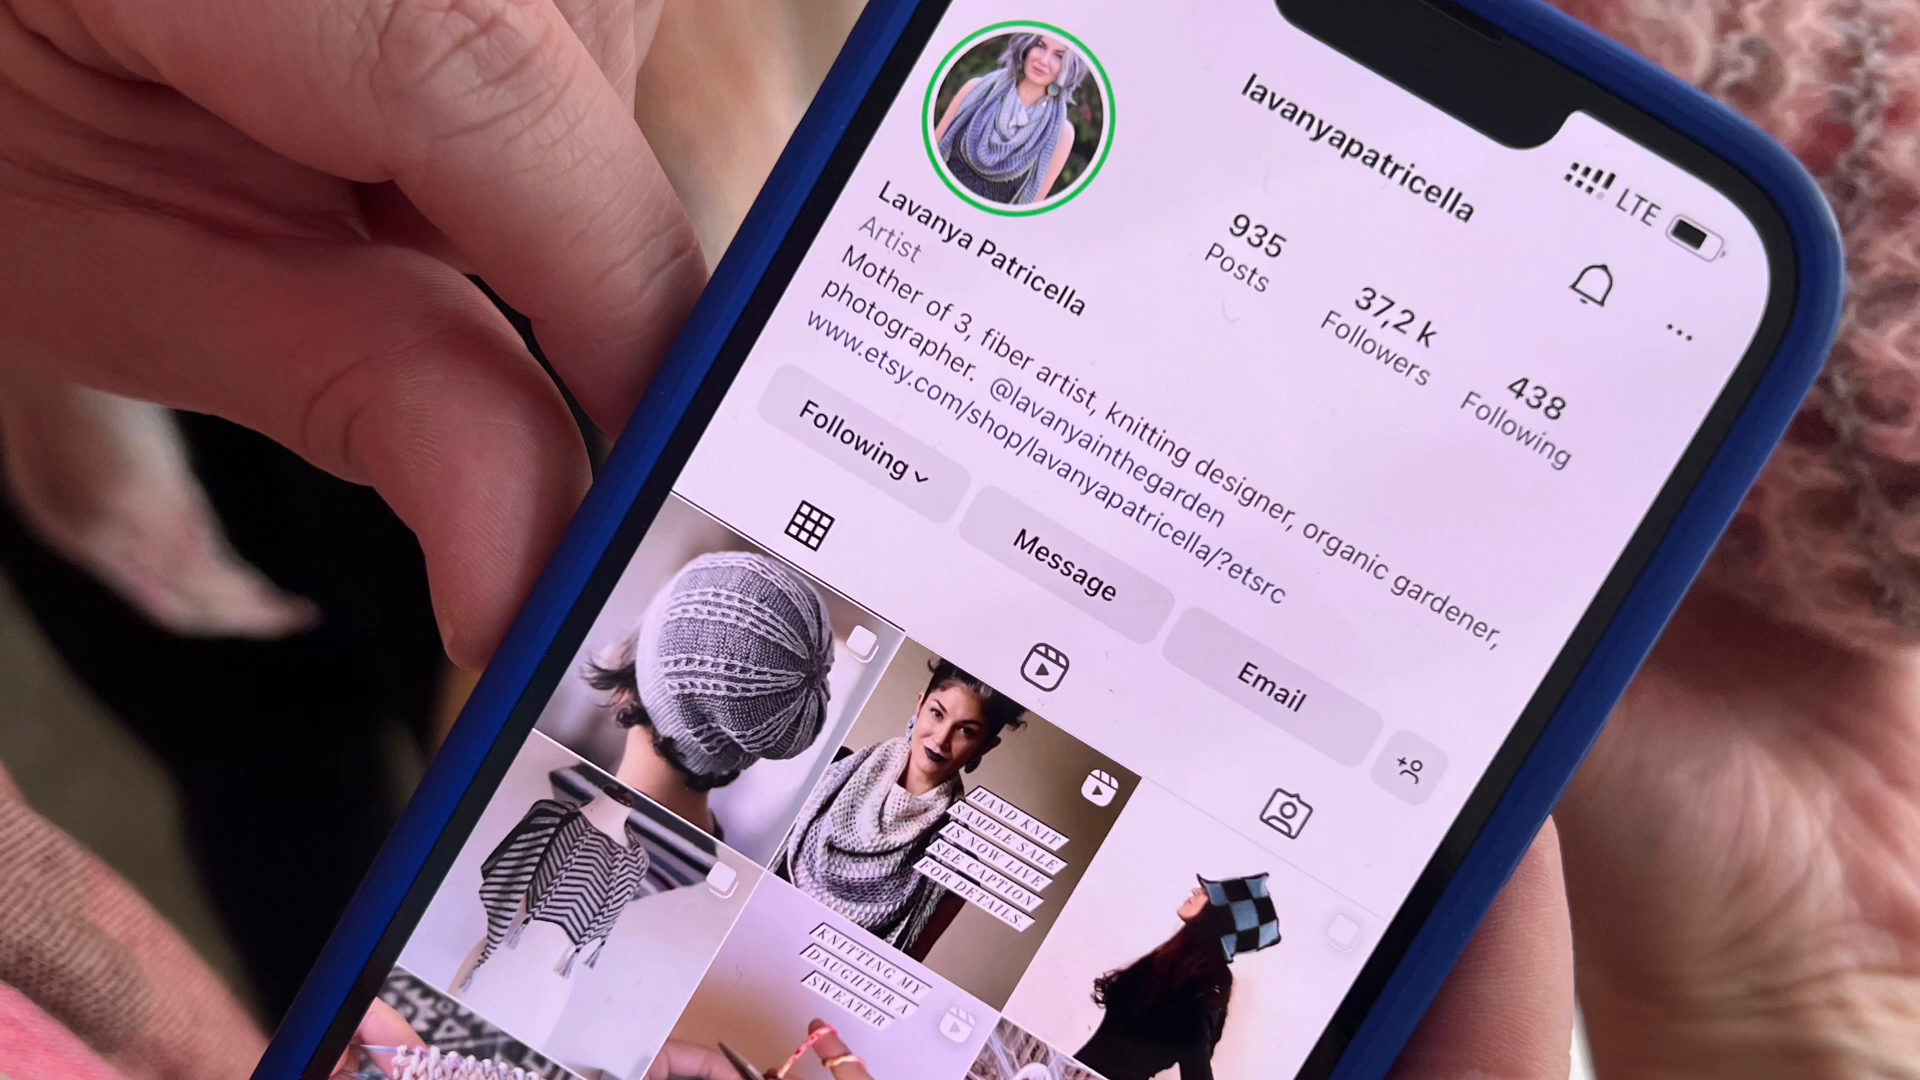 lavanyapatricella
LTE
935
Posts
37,2 k
Followers
438
Following
Lavanya Patricella
Artist
Mother of 3, fiber artist, knitting designer, organic gardener,
photographer. @lavanyainthegarden
www.etsy.com/shop/lavanyapatricella/?etsrc
Following
Message
Email
HAND KNIT
SAMPLE SALE
IS NOW LIVE
SEE CAPTION
FOR DETAILS.
KNITTING MY
DAUGHTER A
SWEATER